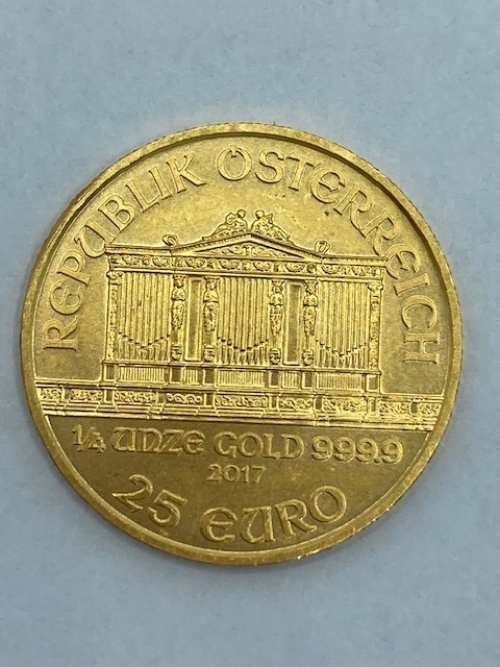 REPUBLIK ÖSTERREICH
1/4 UNZE GOLD 999.9
2017
25 EURO